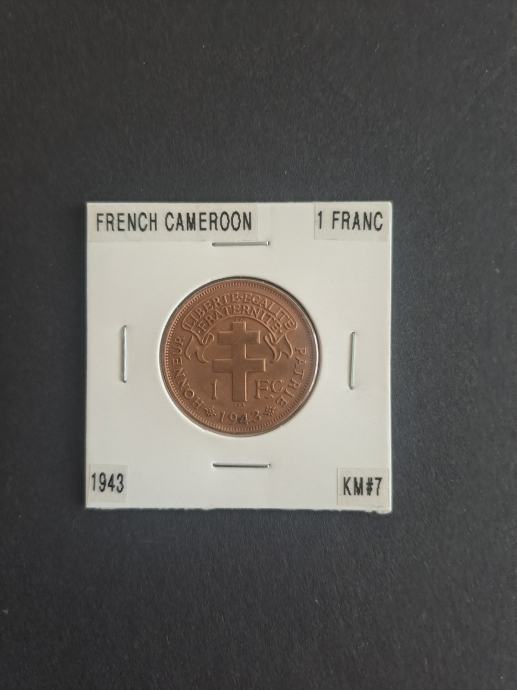 FRENCH CAMEROON
1 FRANC
LIBERTE·EGALITE
FRATERNITE
HONNEUR
PATRIE
1 FC
1943
1943
KM#7